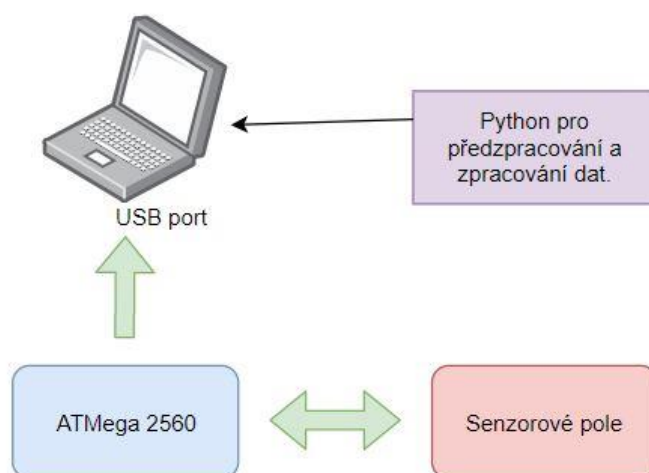 Python pro
předzpracování a
zpracování dat.
USB port
ATMega 2560
Senzorové pole